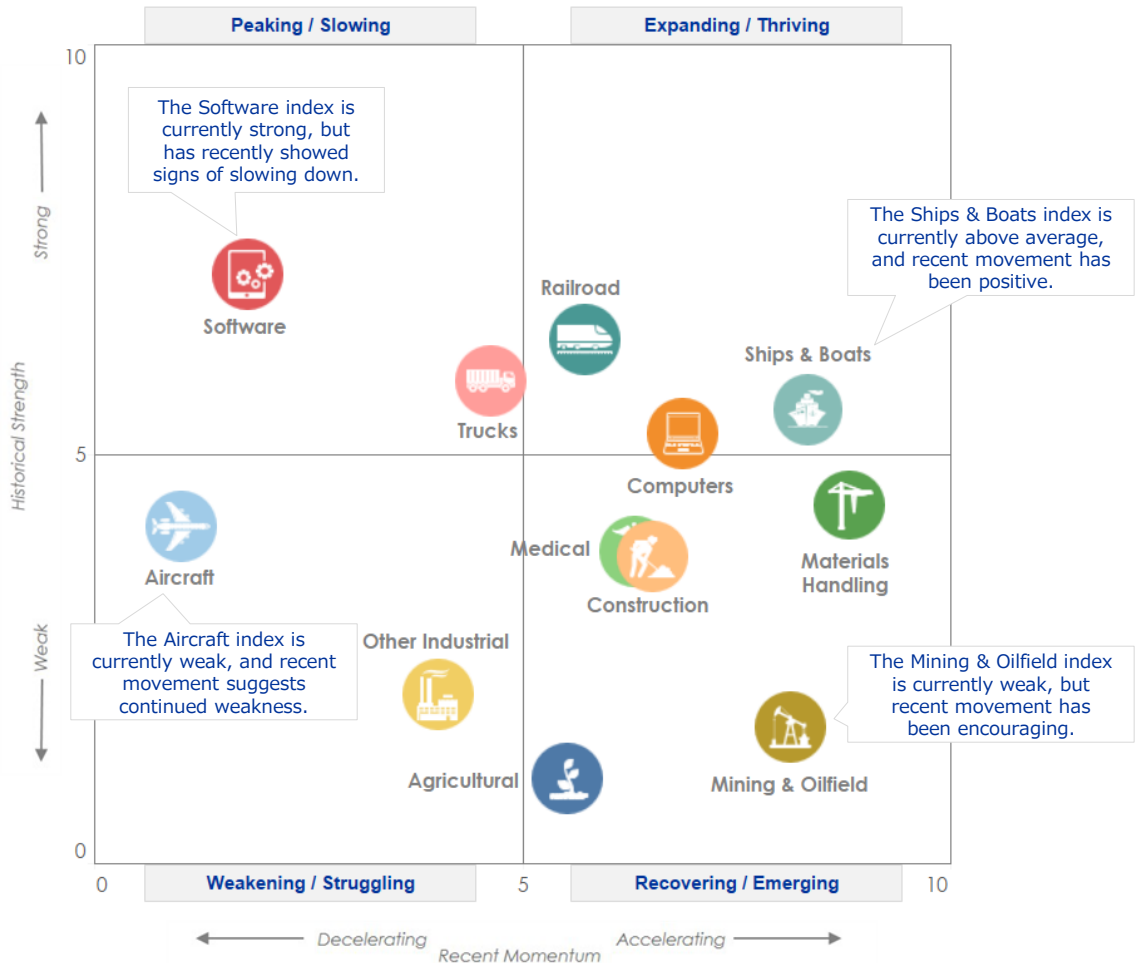 Peaking / Slowing
Expanding / Thriving
10
The Software index is
currently strong, but
has recently showed
signs of slowing down.
Strong
The Ships & Boats index is
currently above average,
and recent movement has
been positive.
Railroad
Software
Ships & Boats
Trucks
Historical Strength
5
Computers
Medical
Materials
Handling
Aircraft
Construction
Weak
The Aircraft index is
currently weak, and recent
movement suggests
continued weakness.
Other Industrial
The Mining & Oilfield index
is currently weak, but
recent movement has
been encouraging.
Agricultural
Mining & Oilfield
0
0
Weakening / Struggling
5
Recovering / Emerging
10
Decelerating
Accelerating
Recent Momentum